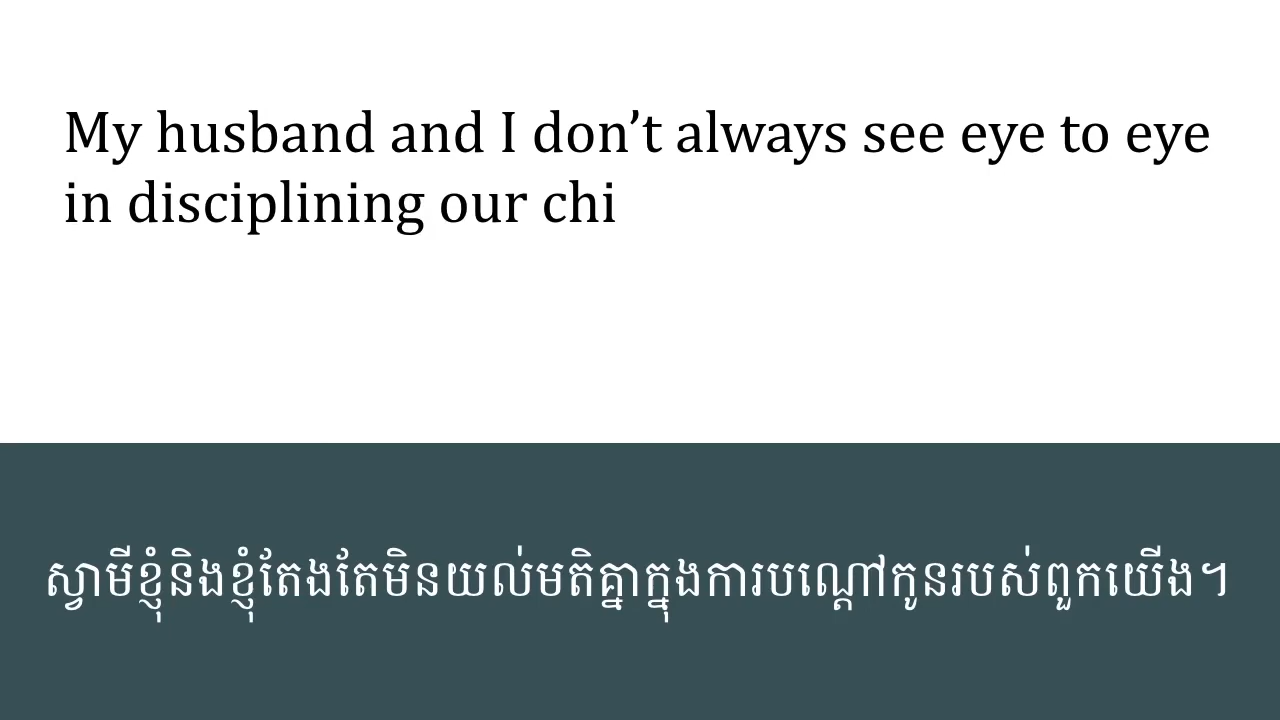 My husband and I don’t always see eye to eye
in disciplining our chi
ស្វាមីខ្ញុំនិងខ្ញុំតែងតែមិនយល់មតិគ្នាក្នុងការបណ្ដៅកូនរបស់ពួកយើង។